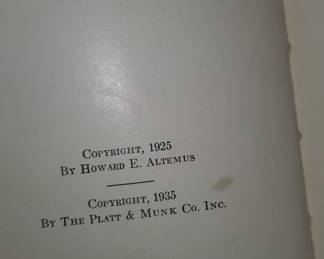 Copyright, 1925
By Howard E. Altemus
Copyright, 1935
By The Platt & Munk Co. Inc.